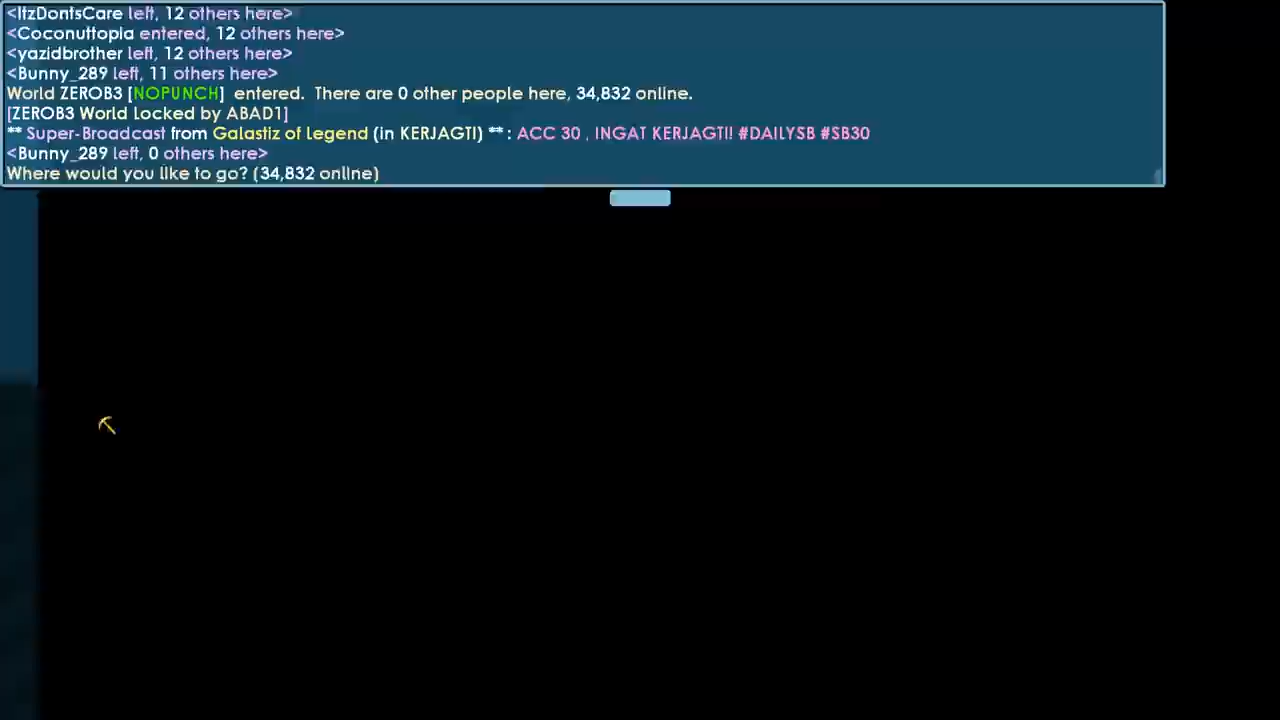 <ItzDontsCare left, 12 others here>
<Coconuttopia entered, 12 others here>
<yazidbrother left, 12 others here>
<Bunny_289 left, 11 others here>
World ZEROB3 [NOPUNCH]  entered.  There are 0 other people here, 34,832 online.
[ZEROB3 World Locked by ABAD1]
** Super-Broadcast from Galastiz of Legend (in KERJAGTI) ** : ACC 30 , INGAT KERJAGTI! #DAILYSB #SB30
<Bunny_289 left, 0 others here>
Where would you like to go? (34,832 online)